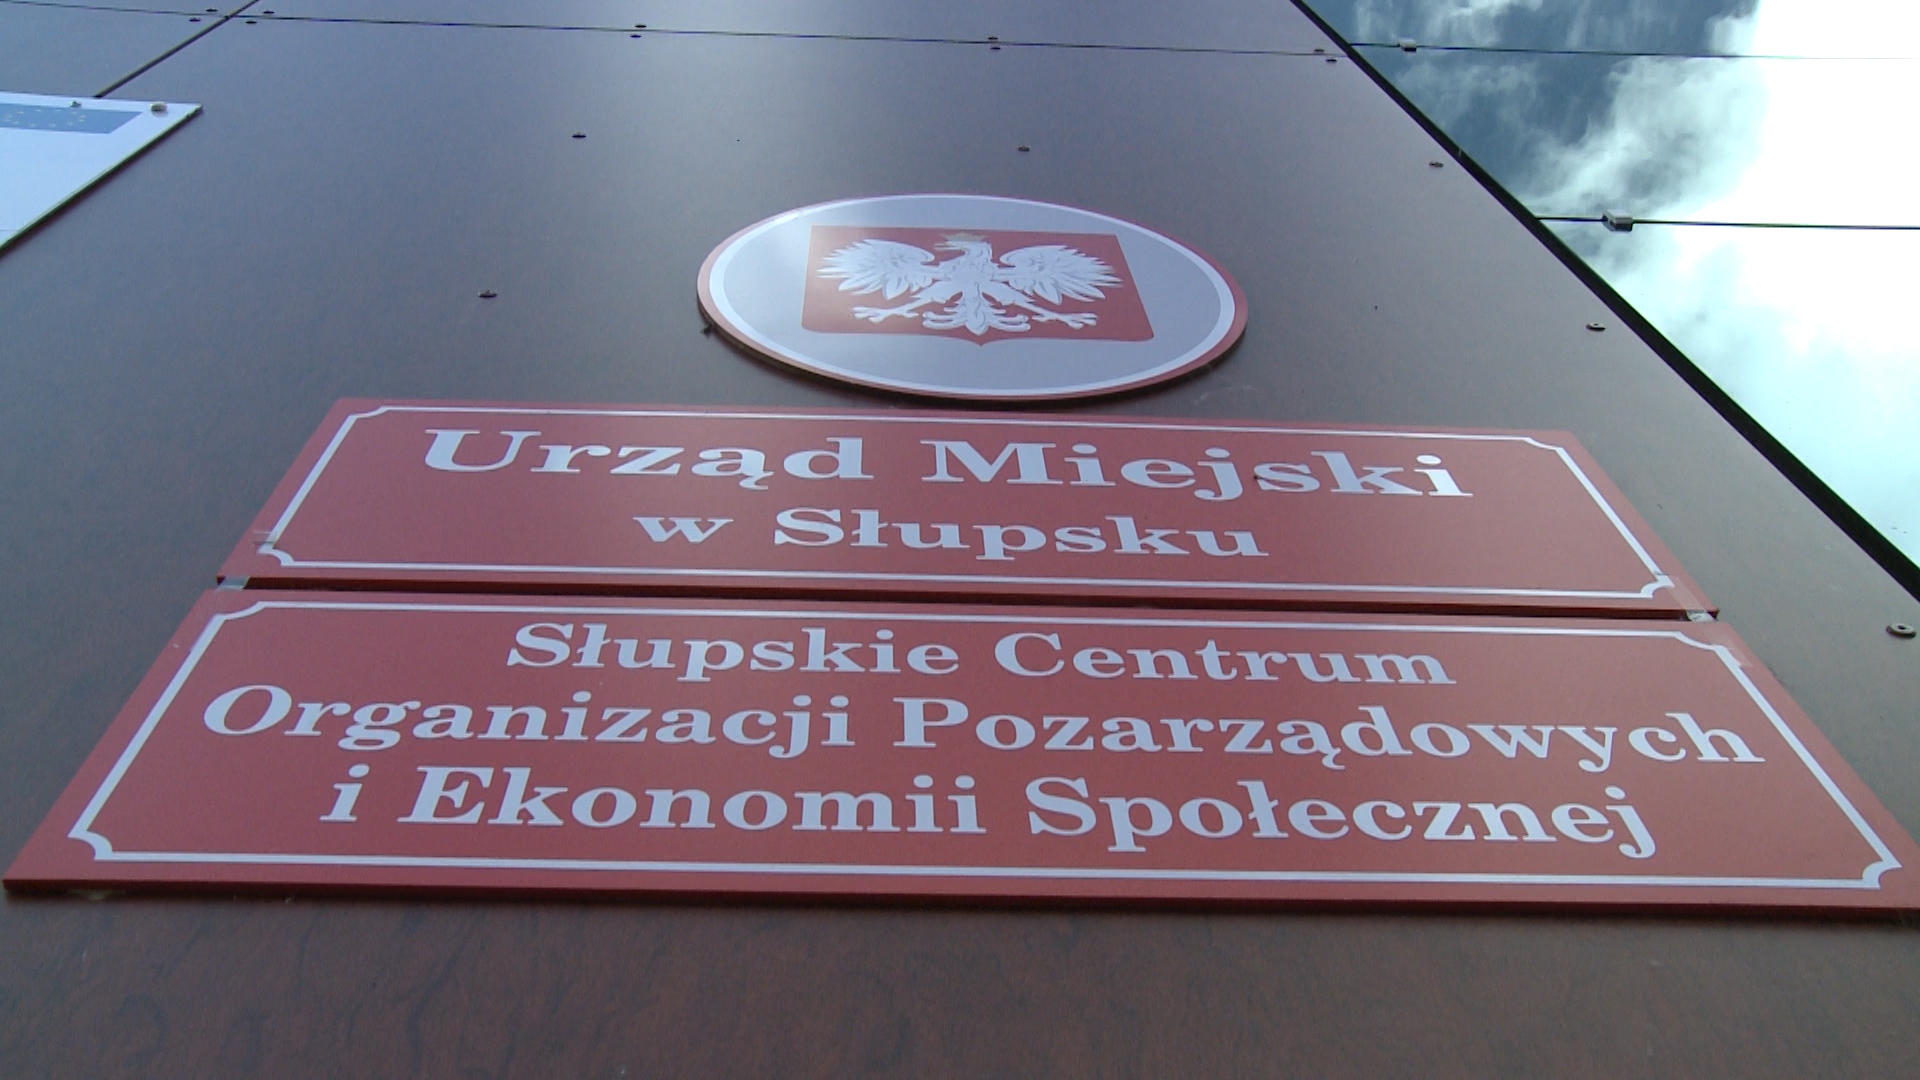 Urząd Miejski
w Słupsku
Słupskie Centrum
Organizacji Pozarządowych
i Ekonomii Społecznej